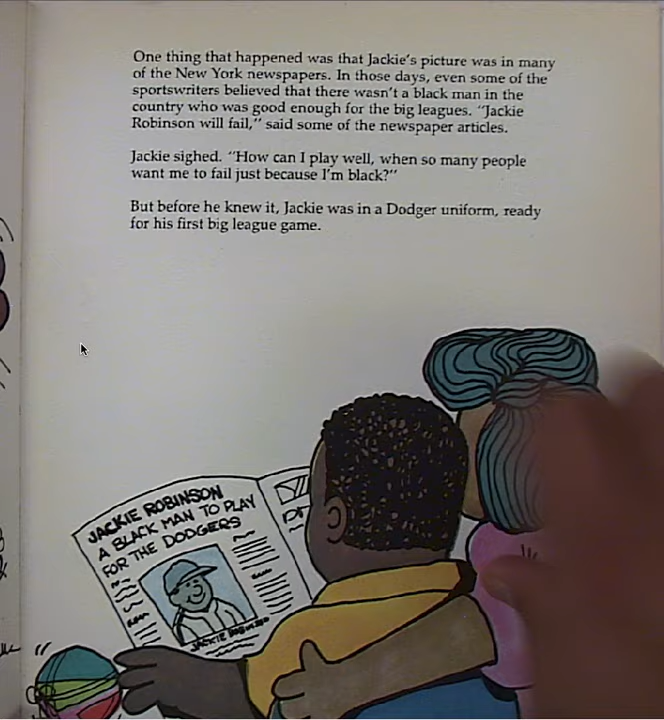 One thing that happened was that Jackie's picture was in many
of the New York newspapers. In those days, even some of the
sportswriters believed that there wasn't a black man in the
country who was good enough for the big leagues. "Jackie
Robinson will fail," said some of the newspaper articles.
Jackie sighed. "How can I play well, when so many people
want me to fail just because I'm black?"
But before he knew it, Jackie was in a Dodger uniform, ready
for his first big league game.
JACKIE ROBINSON
A BLACK MAN TO PLAY
FOR THE DODGERS
JACKIE ROBINSON